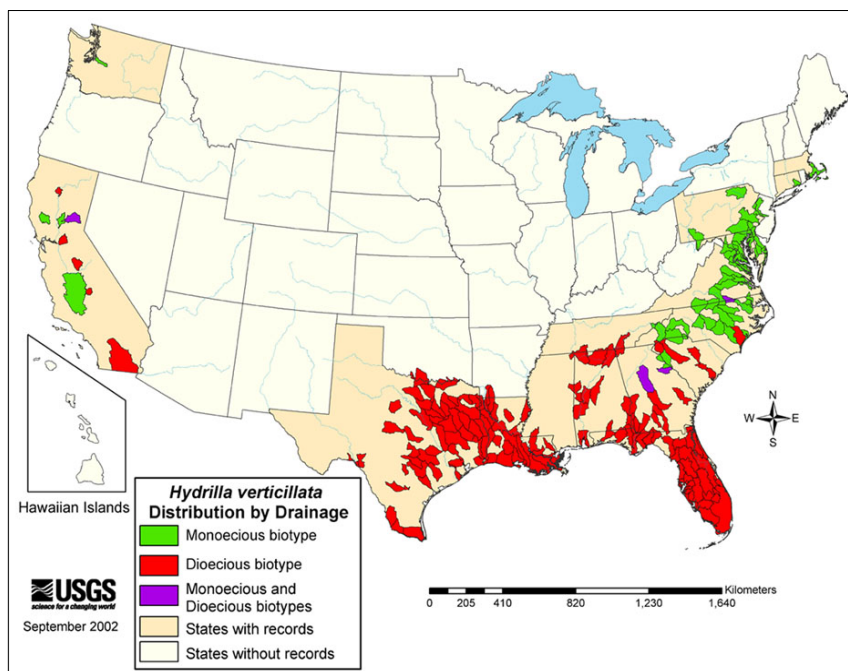 N
W E
S
Hawaiian Islands
Hydrilla verticillata
Distribution by Drainage
Monoecious biotype
Dioecious biotype
Monoecious and
Dioecious biotypes
States with records
States without records
USGS
science for a changing world
September 2002
Kilometers
0 205 410 820 1,230 1,640